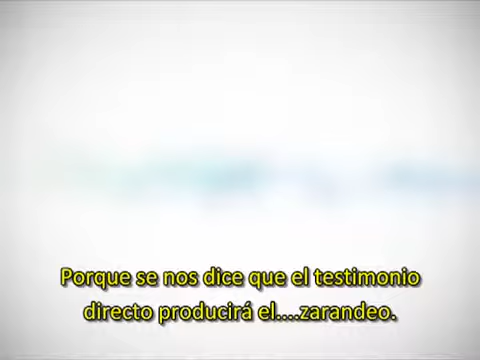 Porque se nos dice que el testimonio
directo producirá el....zarandeo.